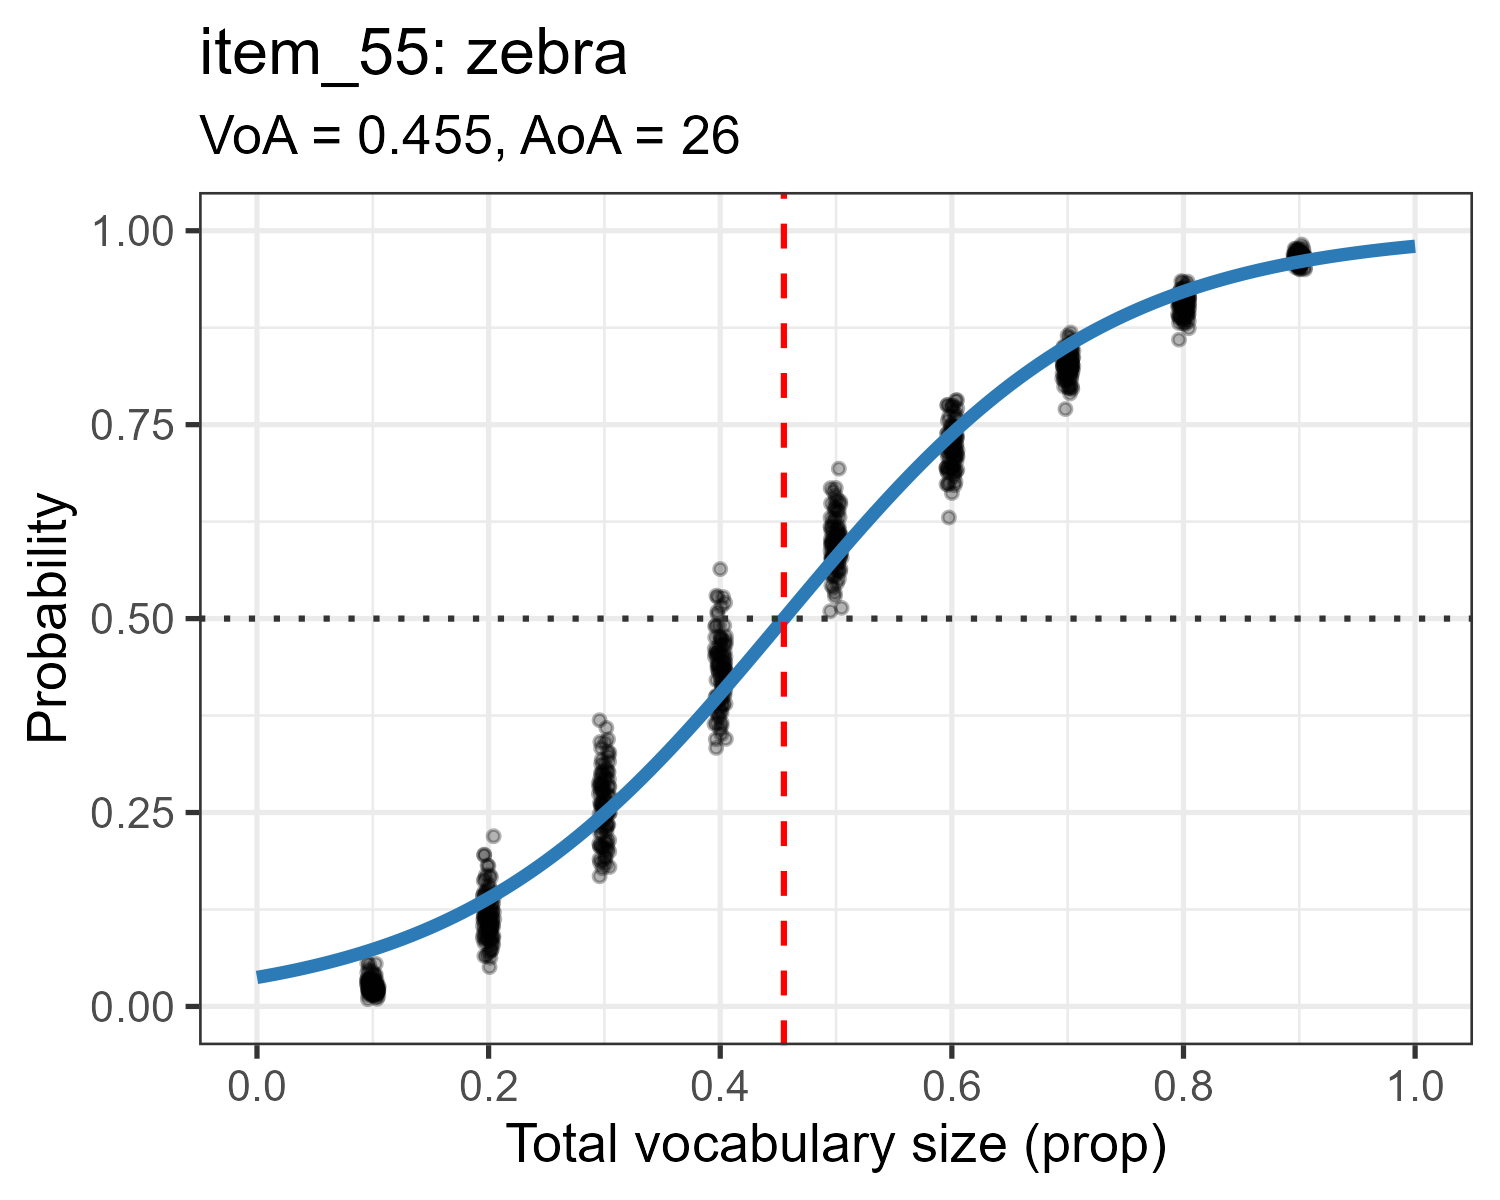 item_55: zebra
VoA = 0.455, AoA = 26
1.00
0.75
0.50
0.25
0.00
Probability
0.0 0.2 0.4 0.6 0.8 1.0
Total vocabulary size (prop)